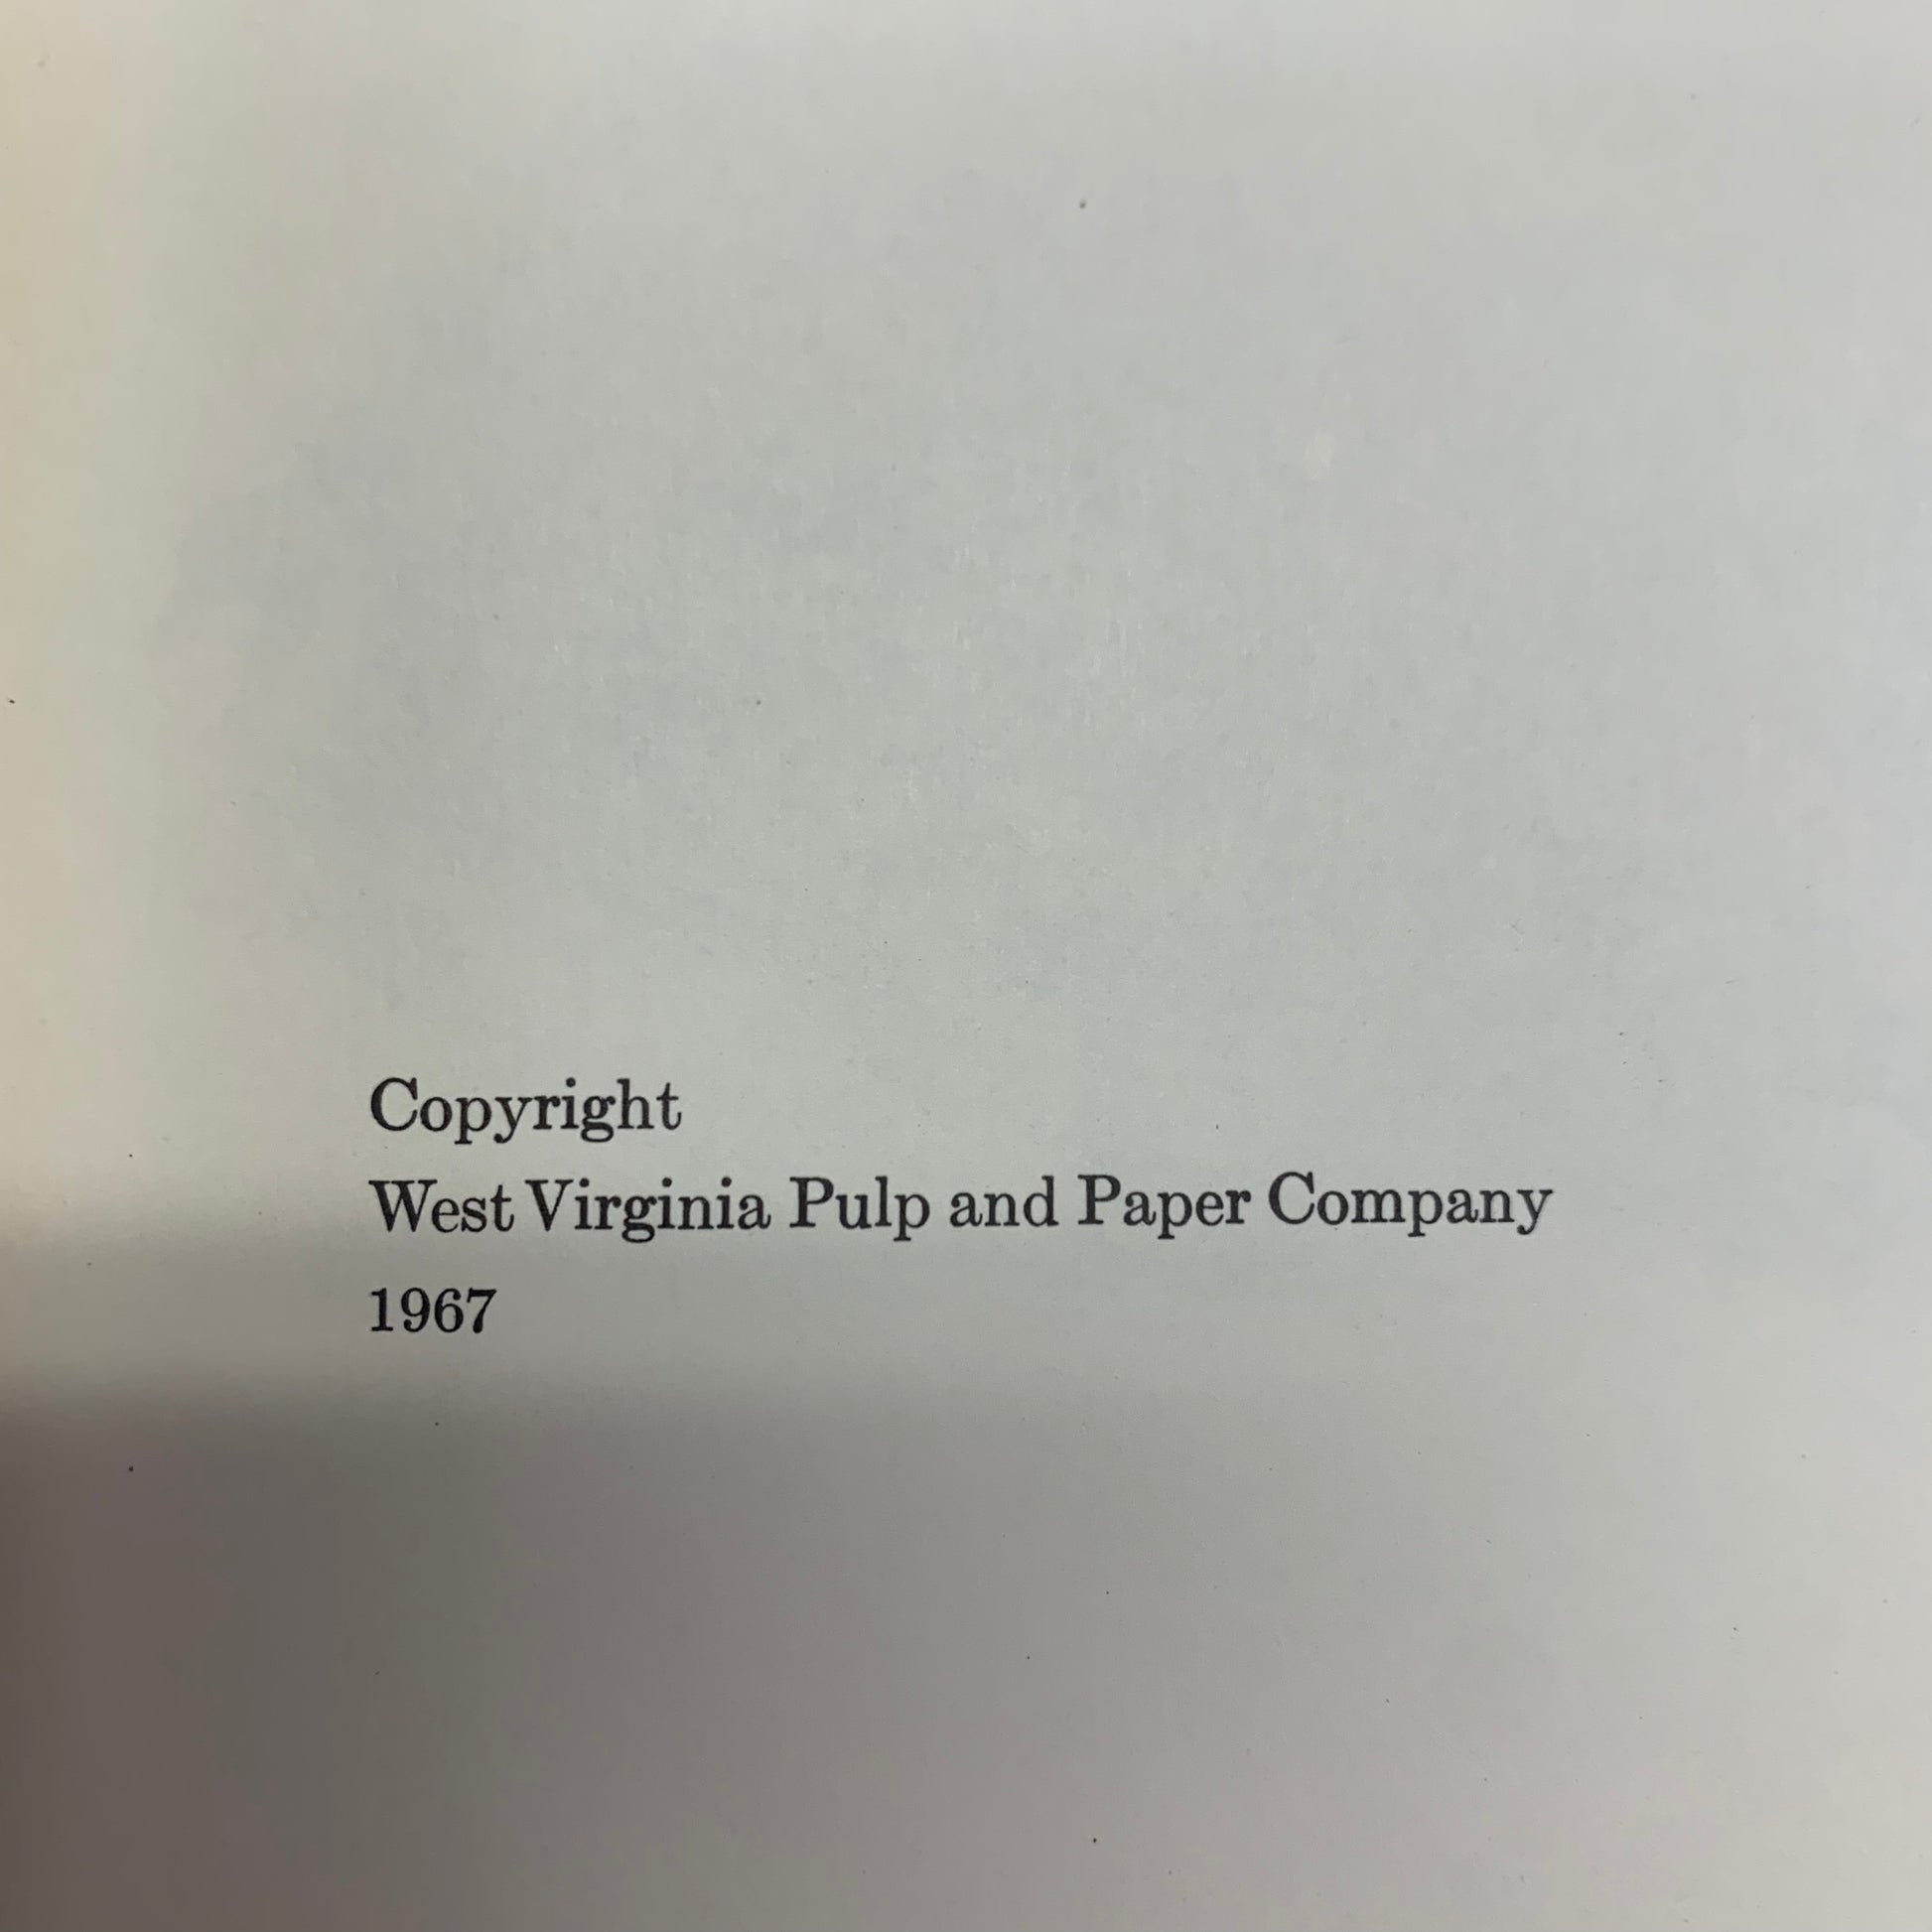 Copyright
West Virginia Pulp and Paper Company
1967